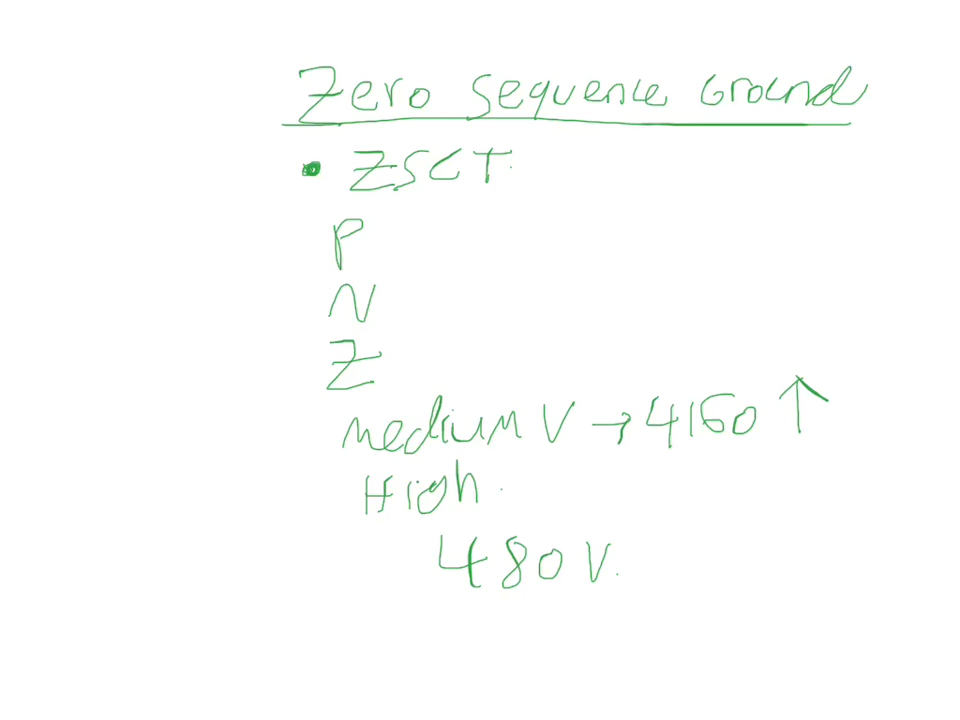 Zero Sequence Ground
• ZSCT.
P
N
Z
medium V → 4160 ↑
High.
480 V.